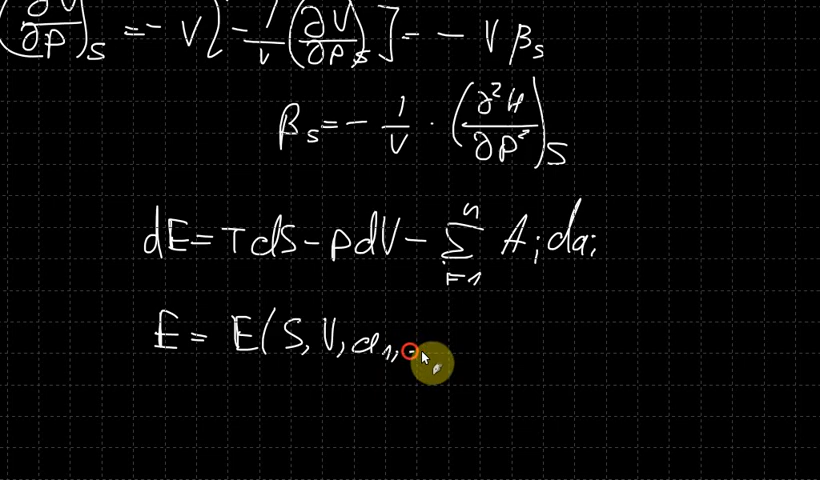 (∂V/∂P)_S = - V [-1/V (∂V/∂P)_S] = - V β_S
β_S = - 1/V · (∂²H/∂P²)_S
dE = TdS - pdV - Σ_{i=1}^{n} A_i da_i
E = E(S, V, a_1,